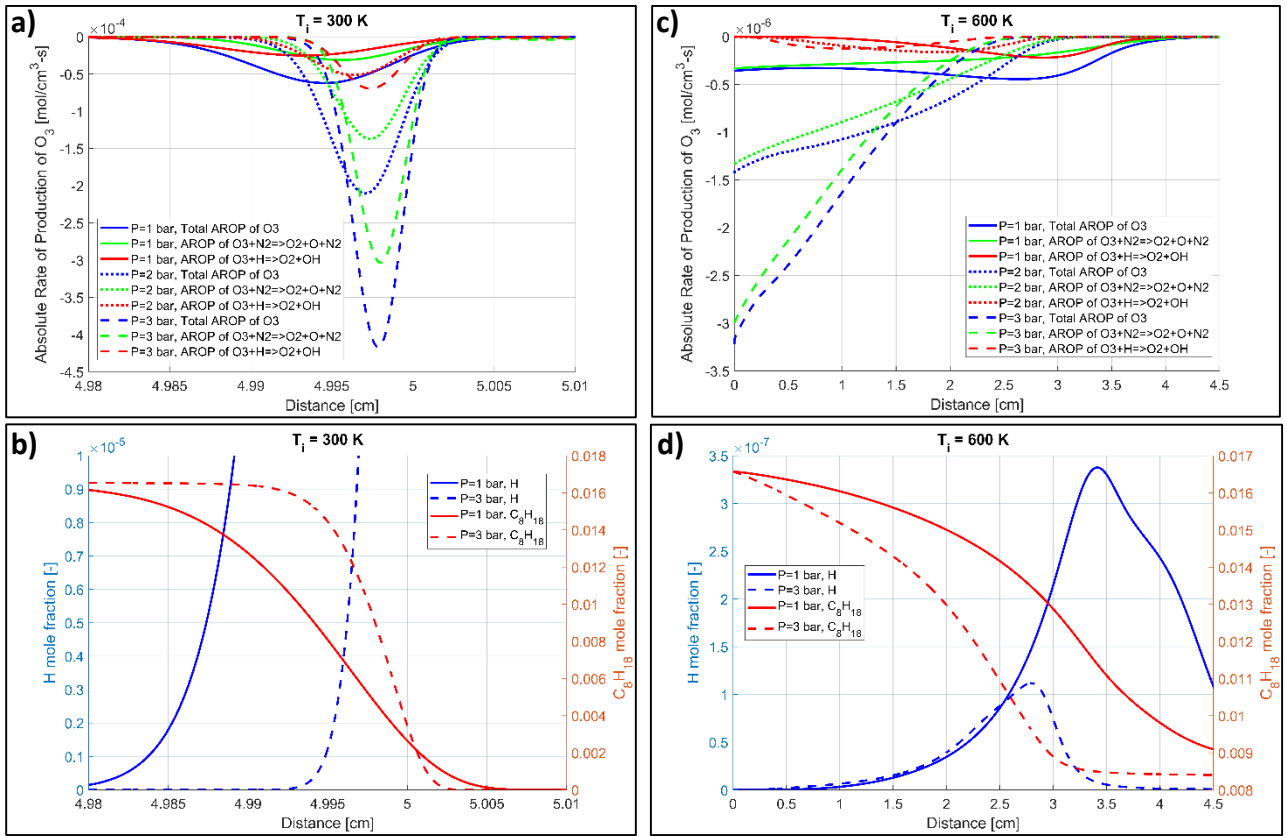 a)
T_i = 300 K
×10^-4
0
-0.5
-1
-1.5
-2
-2.5
-3
-3.5
-4
-4.5
Absolute Rate of Production of O_3 [mol/cm^3-s]
P=1 bar, Total AROP of O3
P=1 bar, AROP of O3+N2=>O2+O+N2
P=1 bar, AROP of O3+H=>O2+OH
P=2 bar, Total AROP of O3
P=2 bar, AROP of O3+N2=>O2+O+N2
P=2 bar, AROP of O3+H=>O2+OH
P=3 bar, Total AROP of O3
P=3 bar, AROP of O3+N2=>O2+O+N2
P=3 bar, AROP of O3+H=>O2+OH
4.98 4.985 4.99 4.995 5 5.005 5.01
Distance [cm]
c)
T_i = 600 K
×10^-6
0
-0.5
-1
-1.5
-2
-2.5
-3
-3.5
Absolute Rate of Production of O_3 [mol/cm^3-s]
P=1 bar, Total AROP of O3
P=1 bar, AROP of O3+N2=>O2+O+N2
P=1 bar, AROP of O3+H=>O2+OH
P=2 bar, Total AROP of O3
P=2 bar, AROP of O3+N2=>O2+O+N2
P=2 bar, AROP of O3+H=>O2+OH
P=3 bar, Total AROP of O3
P=3 bar, AROP of O3+N2=>O2+O+N2
P=3 bar, AROP of O3+H=>O2+OH
0 0.5 1 1.5 2 2.5 3 3.5 4 4.5
Distance [cm]
b)
T_i = 300 K
×10^-5
1
0.9
0.8
0.7
0.6
0.5
0.4
0.3
0.2
0.1
0
H mole fraction [-]
P=1 bar, H
P=3 bar, H
P=1 bar, C_8H_18
P=3 bar, C_8H_18
0.018
0.016
0.014
0.012
0.01
0.008
0.006
0.004
0.002
0
C_8H_18 mole fraction [-]
4.98 4.985 4.99 4.995 5 5.005 5.01
Distance [cm]
d)
T_i = 600 K
×10^-7
3.5
3
2.5
2
1.5
1
0.5
0
H mole fraction [-]
P=1 bar, H
P=3 bar, H
P=1 bar, C_8H_18
P=3 bar, C_8H_18
0.017
0.016
0.015
0.014
0.013
0.012
0.011
0.01
0.009
0.008
C_8H_18 mole fraction [-]
0 0.5 1 1.5 2 2.5 3 3.5 4 4.5
Distance [cm]